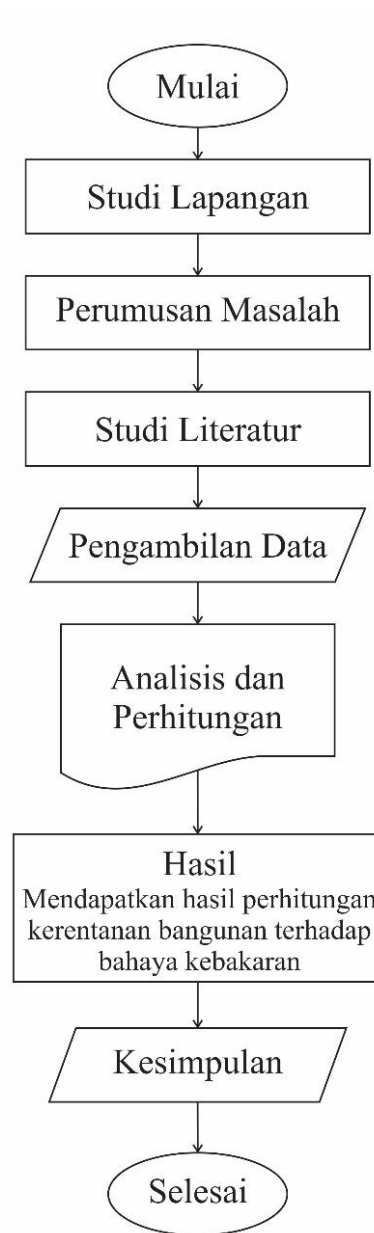 Mulai
Studi Lapangan
Perumusan Masalah
Studi Literatur
Pengambilan Data
Analisis dan
Perhitungan
Hasil
Mendapatkan hasil perhitungan
kerentanan bangunan terhadap
bahaya kebakaran
Kesimpulan
Selesai